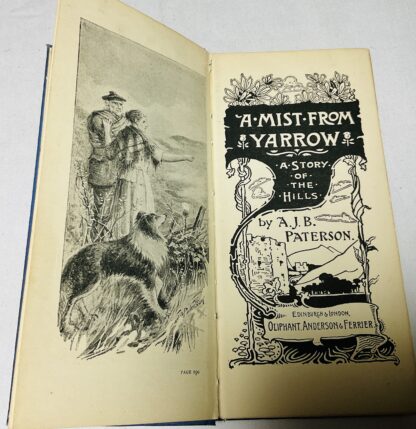 A·MIST·FROM
YARROW·
·A·STORY·
·OF·
·THE·
HILLS·
by A.J.B.
PATERSON.
EDINBURGH & LONDON,
OLIPHANT, ANDERSON & FERRIER.